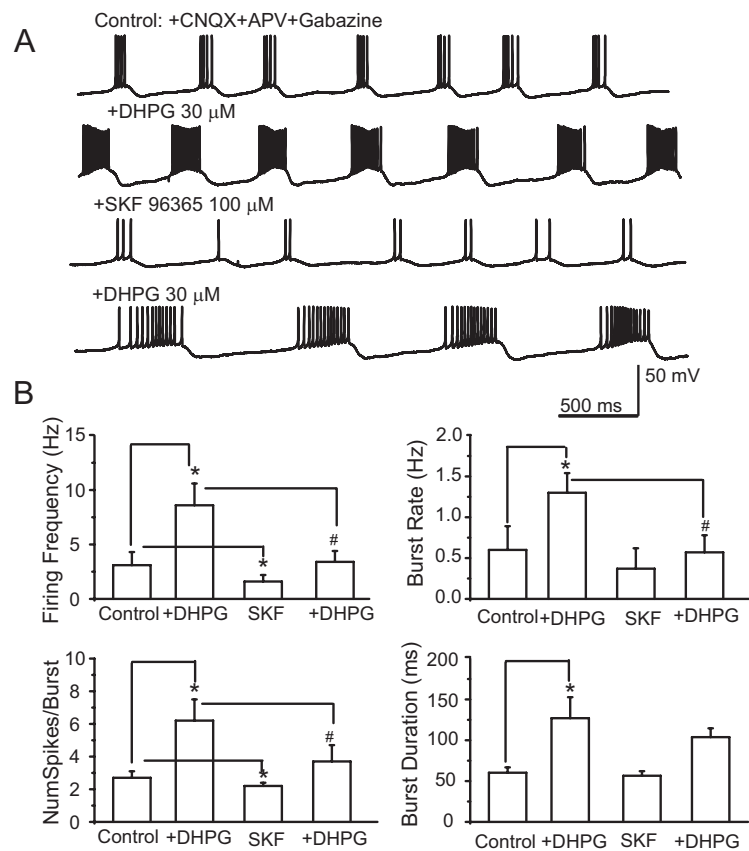 A
Control: +CNQX+APV+Gabazine
+DHPG 30 μM
+SKF 96365 100 μM
+DHPG 30 μM
50 mV
500 ms
B
Firing Frequency (Hz)
15
10
5
0
*
*
#
Control +DHPG SKF +DHPG
Burst Rate (Hz)
2.0
1.5
1.0
0.5
0.0
*
#
Control +DHPG SKF +DHPG
NumSpikes/Burst
10
8
6
4
2
0
*
*
#
Control +DHPG SKF +DHPG
Burst Duration (ms)
200
150
100
50
0
*
Control +DHPG SKF +DHPG